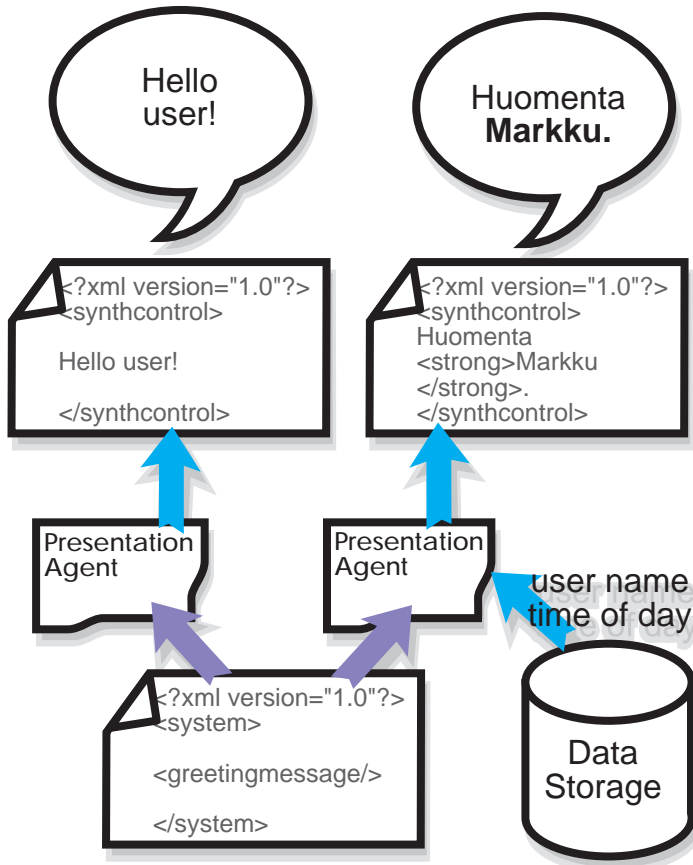 Hello
user!
Huomenta
Markku.
<?xml version="1.0"?>
<synthcontrol>
Hello user!
</synthcontrol>
<?xml version="1.0"?>
<synthcontrol>
Huomenta
<strong>Markku
</strong>.
</synthcontrol>
Presentation
Agent
Presentation
Agent
user name
time of day
<?xml version="1.0"?>
<system>
<greetingmessage/>
</system>
Data
Storage